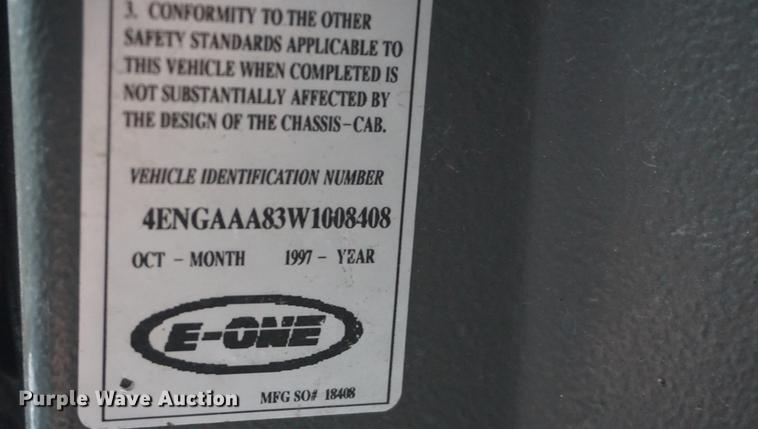 3. CONFORMITY TO THE OTHER
SAFETY STANDARDS APPLICABLE TO
THIS VEHICLE WHEN COMPLETED IS
NOT SUBSTANTIALLY AFFECTED BY
THE DESIGN OF THE CHASSIS-CAB.
VEHICLE IDENTIFICATION NUMBER
4ENGAAA83W1008408
OCT - MONTH 1997 - YEAR
E-ONE
MFG SO# 18408
Purple Wave Auction